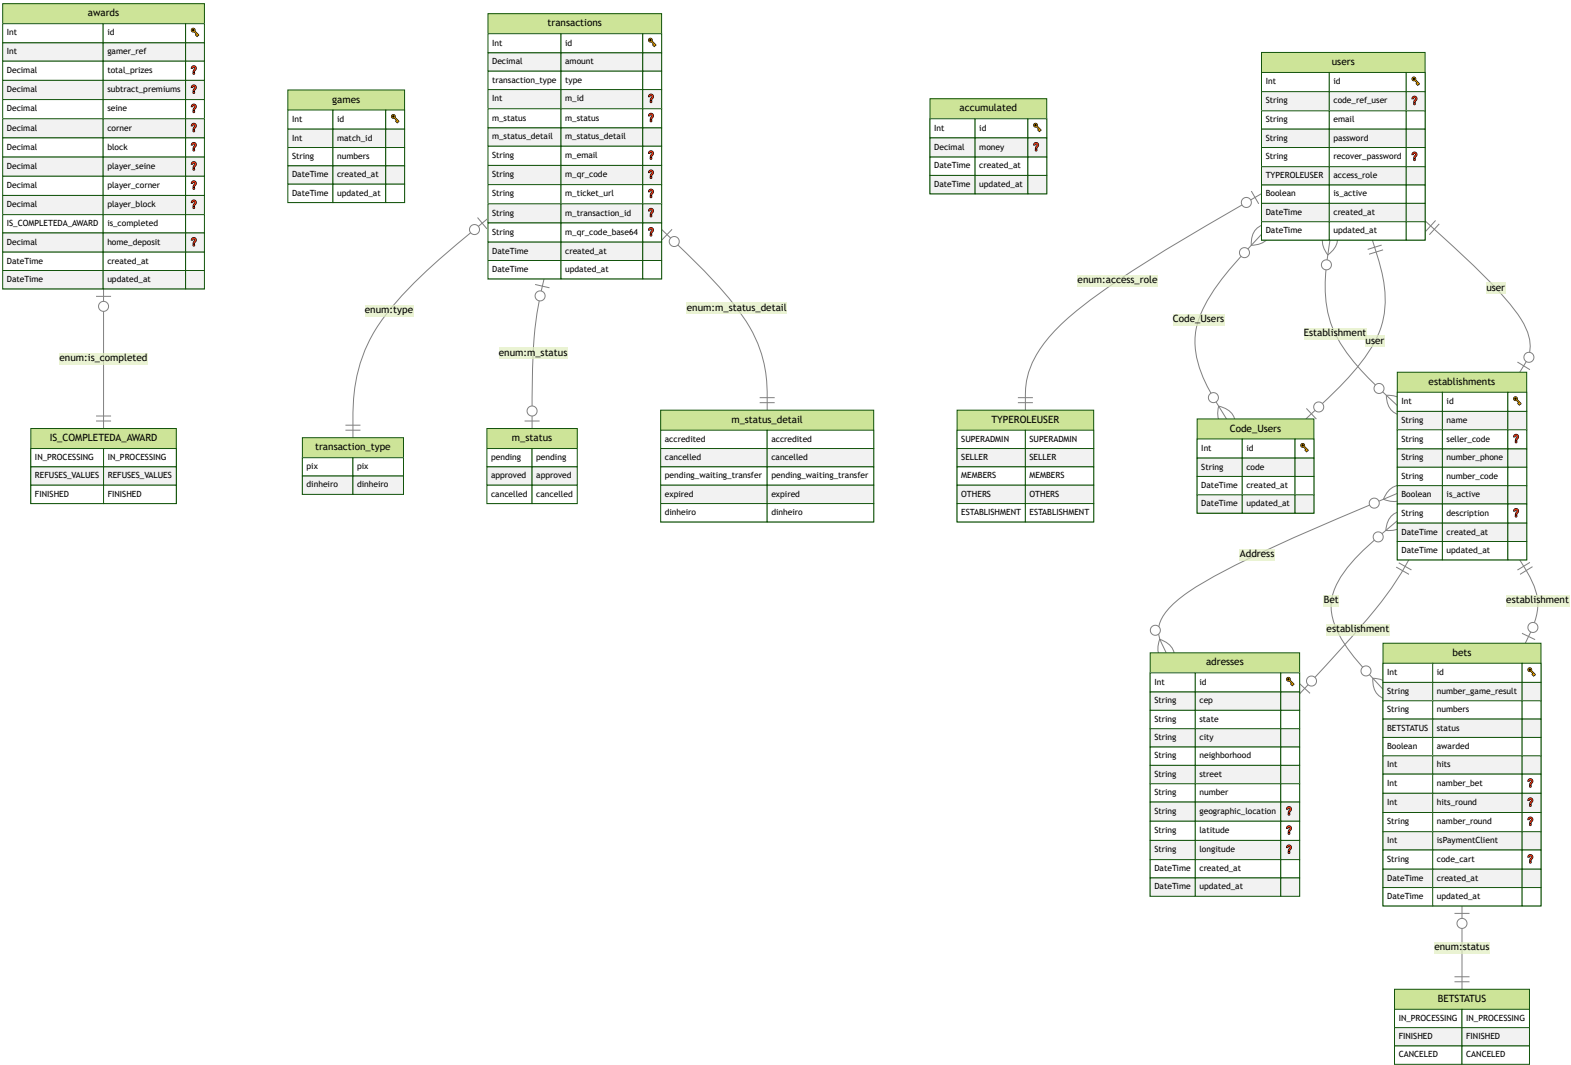 awards
Int id
Int gamer_ref
Decimal total_prizes ?
Decimal subtract_premiums ?
Decimal seine ?
Decimal corner ?
Decimal block ?
Decimal player_seine ?
Decimal player_corner ?
Decimal player_block ?
IS_COMPLETEDA_AWARD is_completed
Decimal home_deposit ?
DateTime created_at
DateTime updated_at
enum:is_completed
IS_COMPLETEDA_AWARD
IN_PROCESSING IN_PROCESSING
REFUSES_VALUES REFUSES_VALUES
FINISHED FINISHED
games
Int id
Int match_id
String numbers
DateTime created_at
DateTime updated_at
transactions
Int id
Decimal amount
transaction_type type
Int m_id ?
m_status m_status ?
m_status_detail m_status_detail
String m_email ?
String m_qr_code ?
String m_ticket_url ?
String m_transaction_id ?
String m_qr_code_base64 ?
DateTime created_at
DateTime updated_at
enum:type
enum:m_status
enum:m_status_detail
transaction_type
pix pix
dinheiro dinheiro
m_status
pending pending
approved approved
cancelled cancelled
m_status_detail
accredited accredited
cancelled cancelled
pending_waiting_transfer pending_waiting_transfer
expired expired
dinheiro dinheiro
accumulated
Int id
Decimal money ?
DateTime created_at
DateTime updated_at
users
Int id
String code_ref_user ?
String email
String password
String recover_password ?
TYPEROLEUSER access_role
Boolean is_active
DateTime created_at
DateTime updated_at
enum:access_role
Code_Users
Establishment
user
user
TYPEROLEUSER
SUPERADMIN SUPERADMIN
SELLER SELLER
MEMBERS MEMBERS
OTHERS OTHERS
ESTABLISHMENT ESTABLISHMENT
Code_Users
Int id
String code
DateTime created_at
DateTime updated_at
establishments
Int id
String name
String seller_code ?
String number_phone
String number_code
Boolean is_active
String description ?
DateTime created_at
DateTime updated_at
Address
Bet
establishment
establishment
adresses
Int id
String cep
String state
String city
String neighborhood
String street
String number
String geographic_location ?
String latitude ?
String longitude ?
DateTime created_at
DateTime updated_at
bets
Int id
String number_game_result
String numbers
BETSTATUS status
Boolean awarded
Int hits
Int namber_bet ?
Int hits_round ?
String namber_round ?
Int isPaymentClient
String code_cart ?
DateTime created_at
DateTime updated_at
enum:status
BETSTATUS
IN_PROCESSING IN_PROCESSING
FINISHED FINISHED
CANCELED CANCELED